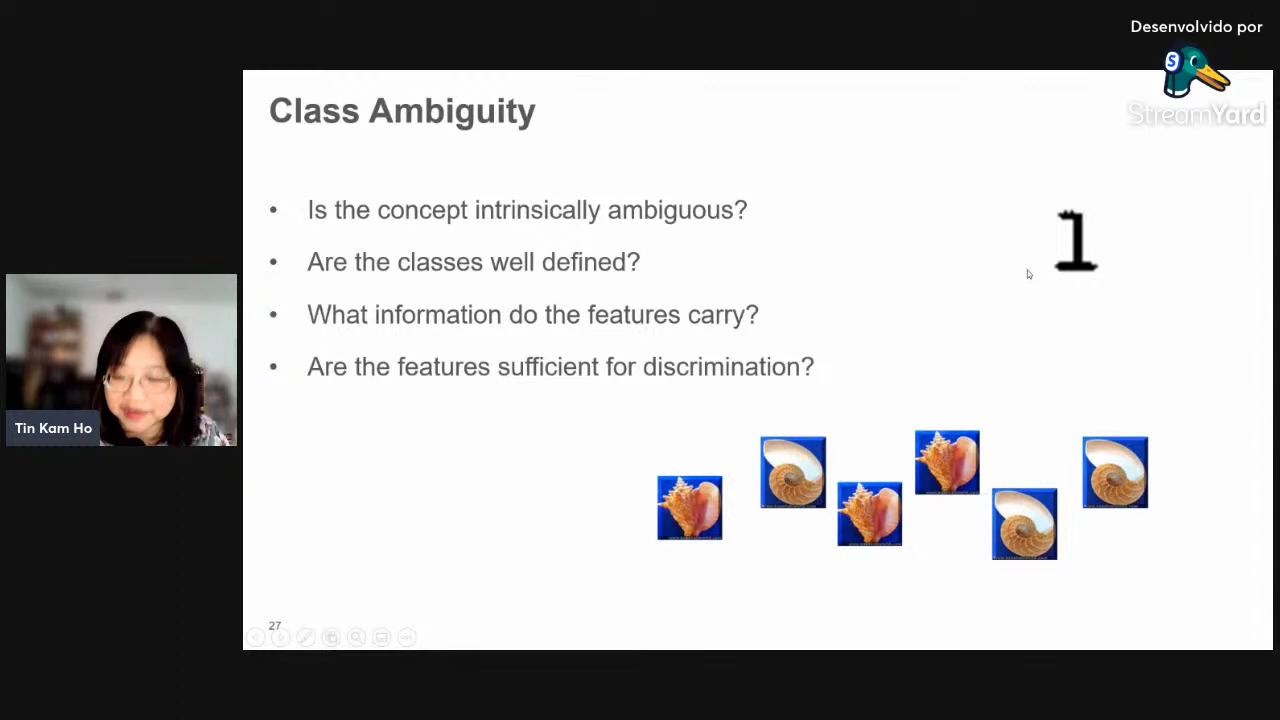 Desenvolvido por
StreamYard
Class Ambiguity
• Is the concept intrinsically ambiguous?
• Are the classes well defined?
• What information do the features carry?
• Are the features sufficient for discrimination?
Tin Kam Ho
27